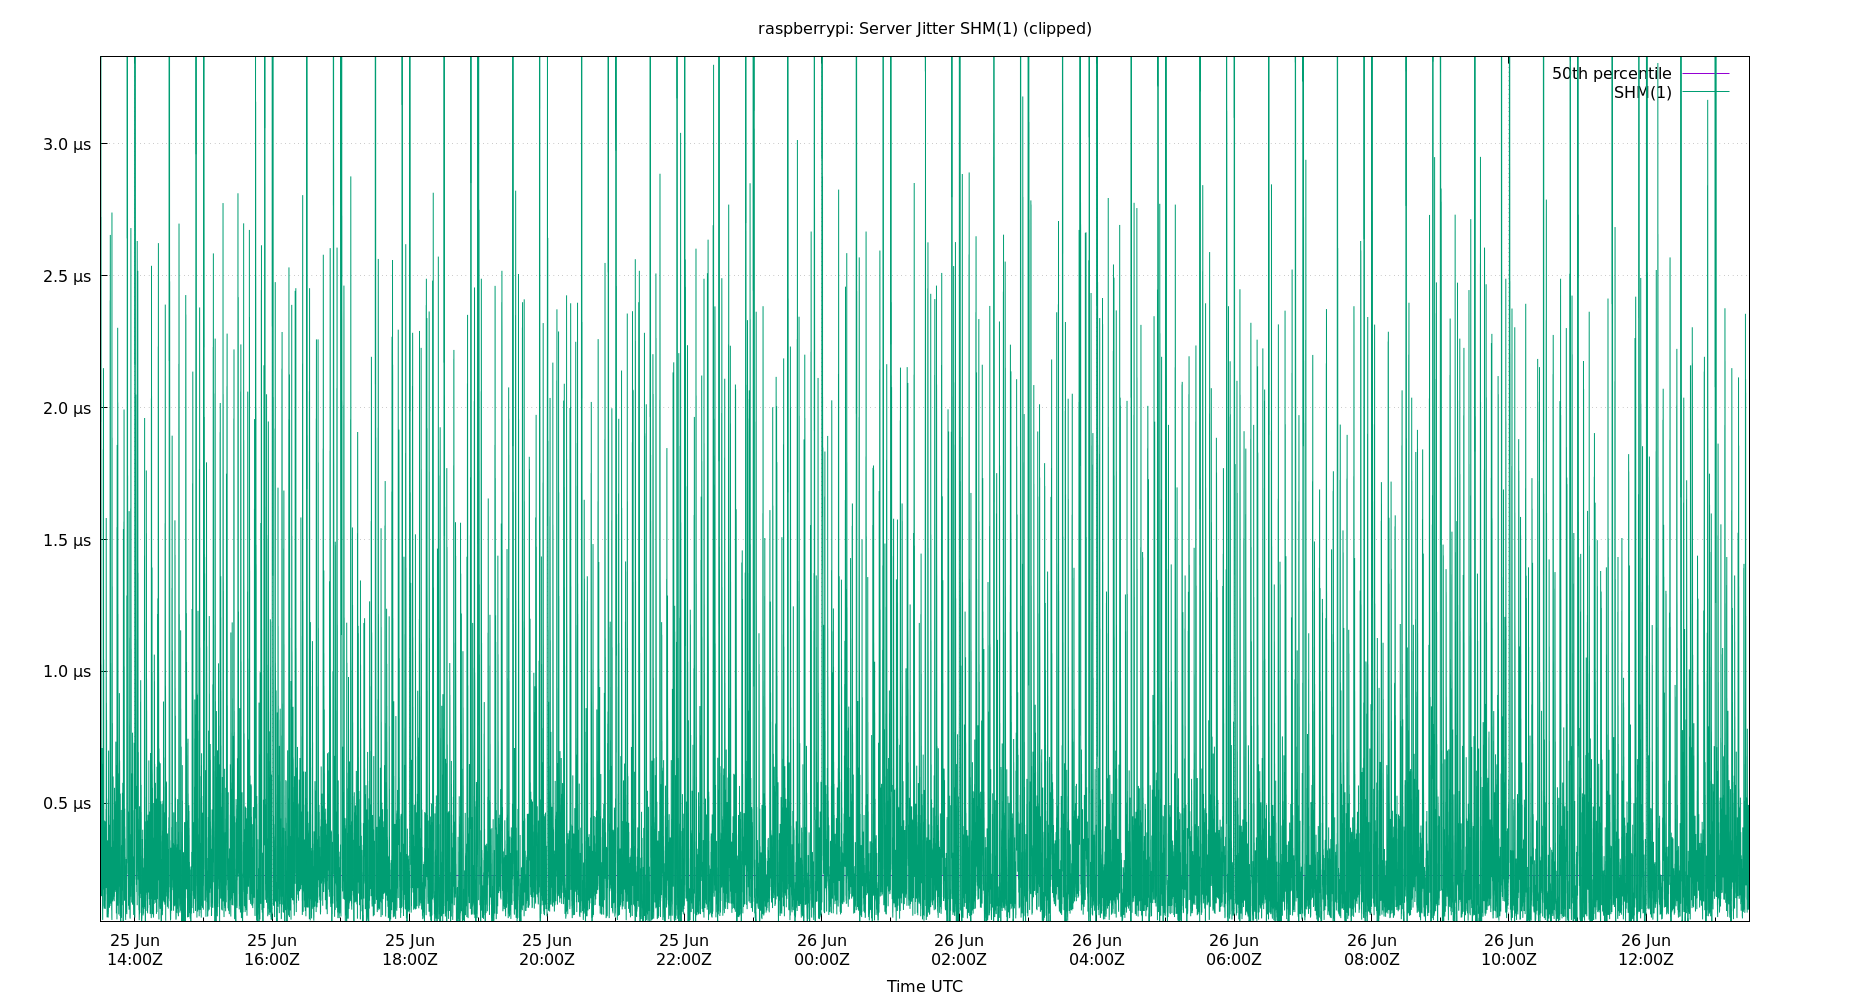 raspberrypi: Server Jitter SHM(1) (clipped)
50th percentile
SHM(1)
3.0 µs
2.5 µs
2.0 µs
1.5 µs
1.0 µs
0.5 µs
25 Jun 25 Jun 25 Jun 25 Jun 25 Jun 26 Jun 26 Jun 26 Jun 26 Jun 26 Jun 26 Jun 26 Jun
14:00Z 16:00Z 18:00Z 20:00Z 22:00Z 00:00Z 02:00Z 04:00Z 06:00Z 08:00Z 10:00Z 12:00Z
Time UTC